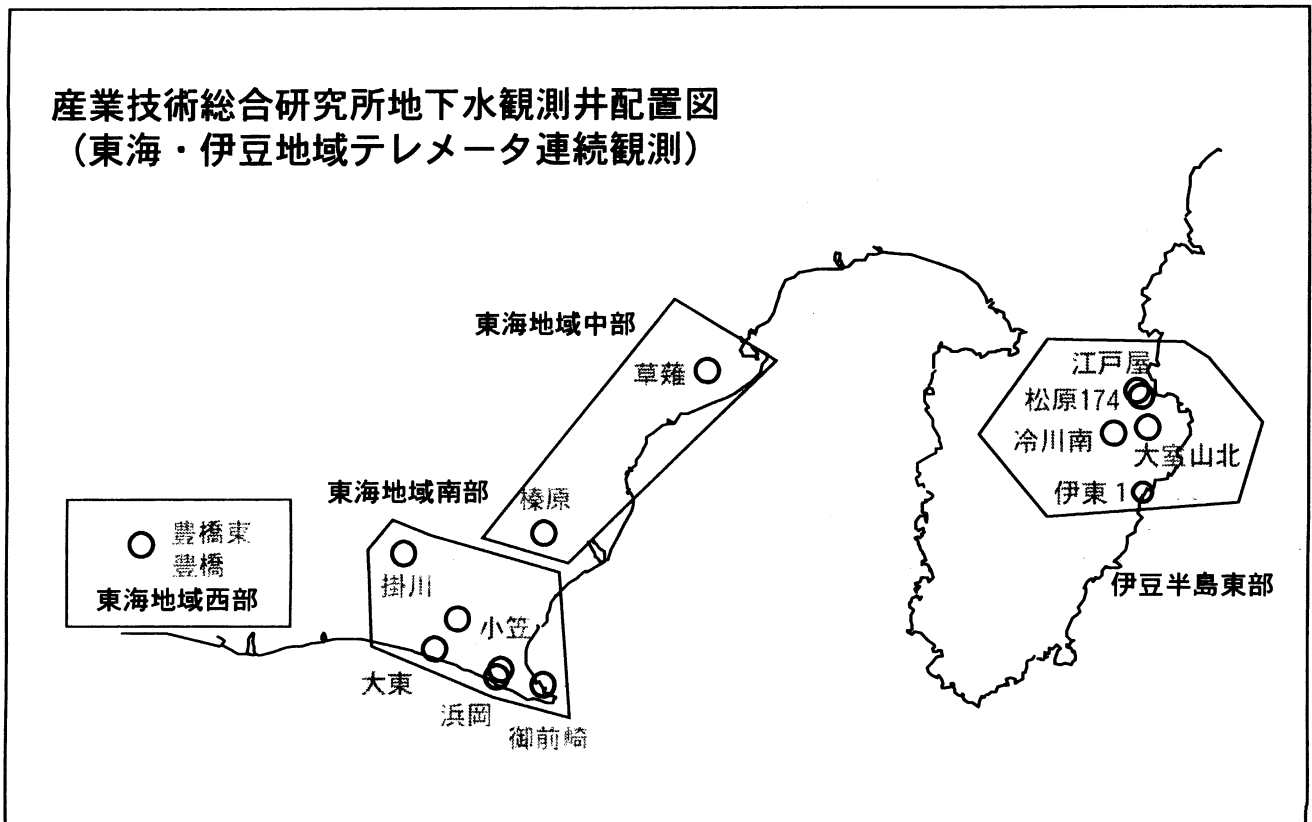 産業技術総合研究所地下水観測井配置図
（東海・伊豆地域テレメータ連続観測）
東海地域中部
草薙
江戸屋
松原174
冷川南
大室山北
伊東1
東海地域南部
榛原
豊橋東
豊橋
東海地域西部
掛川
小笠
大東
浜岡
御前崎
伊豆半島東部